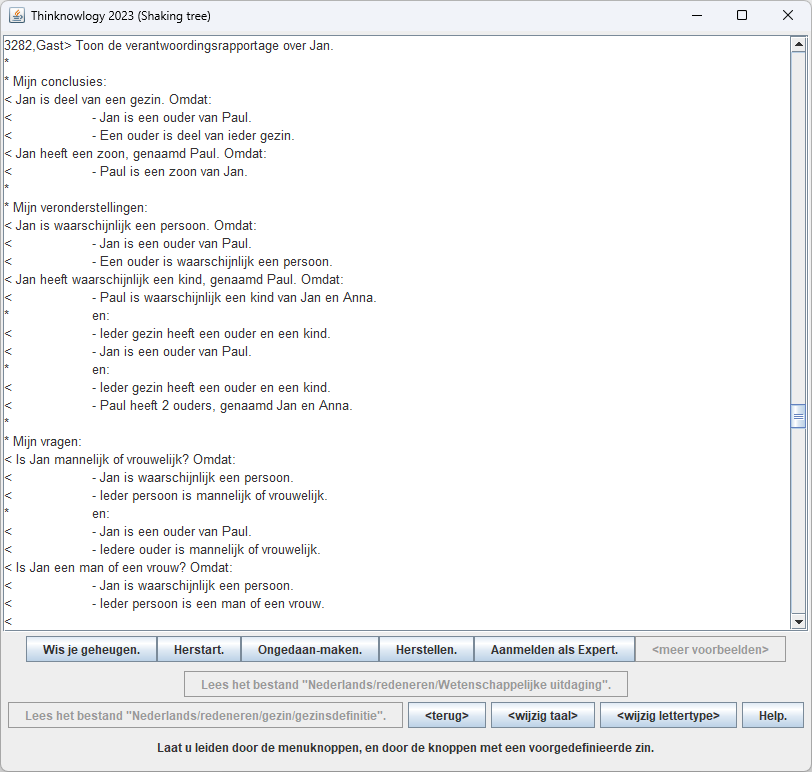 Thinknowlogy 2023 (Shaking tree)
3282,Gast> Toon de verantwoordingsrapportage over Jan.
*
* Mijn conclusies:
< Jan is deel van een gezin. Omdat:
< - Jan is een ouder van Paul.
< - Een ouder is deel van ieder gezin.
< Jan heeft een zoon, genaamd Paul. Omdat:
< - Paul is een zoon van Jan.
*
* Mijn veronderstellingen:
< Jan is waarschijnlijk een persoon. Omdat:
< - Jan is een ouder van Paul.
< - Een ouder is waarschijnlijk een persoon.
< Jan heeft waarschijnlijk een kind, genaamd Paul. Omdat:
< - Paul is waarschijnlijk een kind van Jan en Anna.
* en:
< - Ieder gezin heeft een ouder en een kind.
< - Jan is een ouder van Paul.
* en:
< - Ieder gezin heeft een ouder en een kind.
< - Paul heeft 2 ouders, genaamd Jan en Anna.
*
* Mijn vragen:
< Is Jan mannelijk of vrouwelijk? Omdat:
< - Jan is waarschijnlijk een persoon.
< - Ieder persoon is mannelijk of vrouwelijk.
* en:
< - Jan is een ouder van Paul.
< - Iedere ouder is mannelijk of vrouwelijk.
< Is Jan een man of een vrouw? Omdat:
< - Jan is waarschijnlijk een persoon.
< - Ieder persoon is een man of een vrouw.
<
Wis je geheugen. Herstart. Ongedaan-maken. Herstellen. Aanmelden als Expert. <meer voorbeelden>
Lees het bestand "Nederlands/redeneren/Wetenschappelijke uitdaging".
Lees het bestand "Nederlands/redeneren/gezin/gezinsdefinitie". <terug> <wijzig taal> <wijzig lettertype> Help.
Laat u leiden door de menuknoppen, en door de knoppen met een voorgedefinieerde zin.